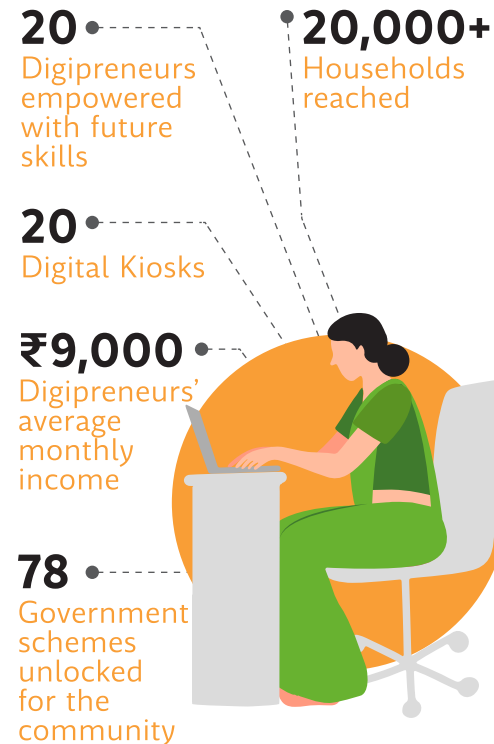 20
Digipreneurs
empowered
with future
skills
20,000+
Households
reached
20
Digital Kiosks
₹9,000
Digipreneurs'
average
monthly
income
78
Government
schemes
unlocked
for the
community